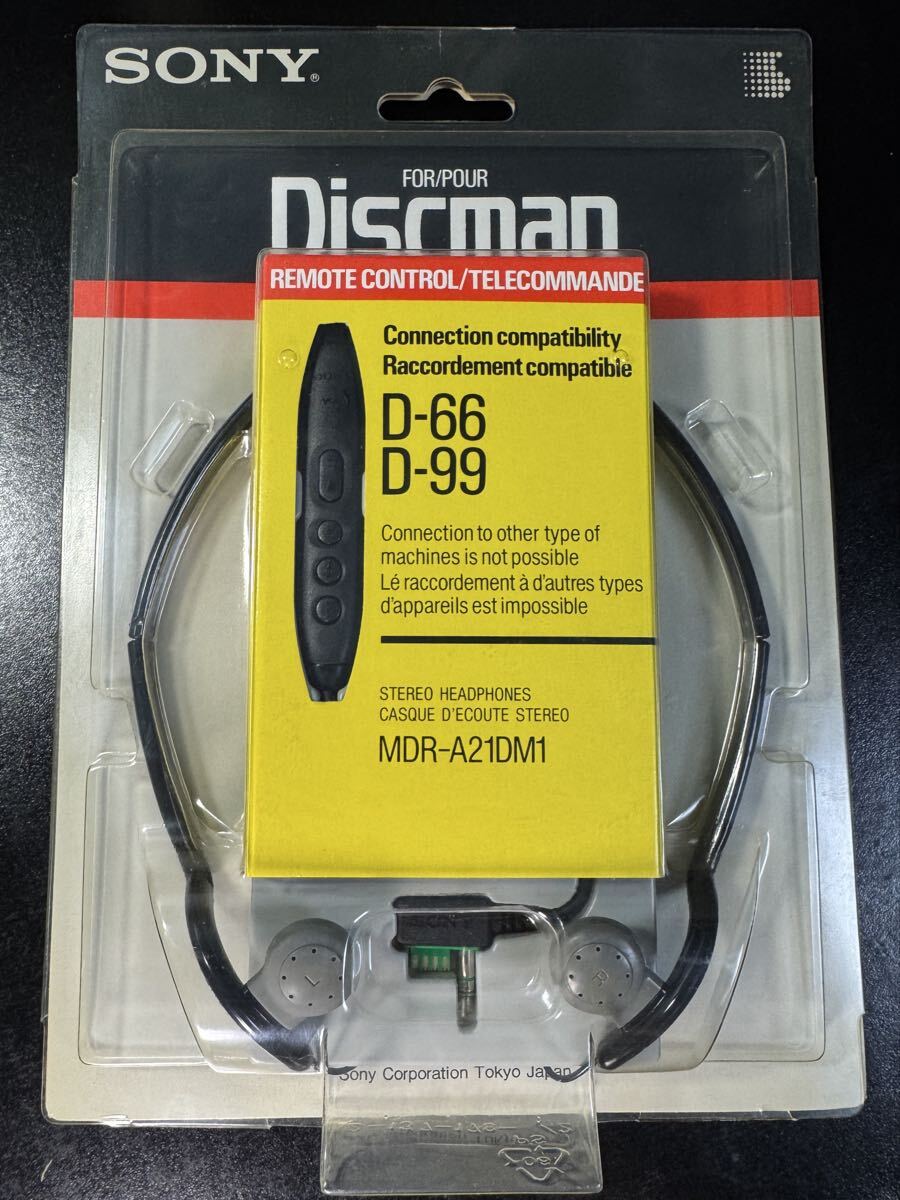 SONY®
FOR/POUR
Discman
REMOTE CONTROL/TELECOMMANDE
Connection compatibility
Raccordement compatible
D-66
D-99
Connection to other type of
machines is not possible
Lé raccordement à d'autres types
d'appareils est impossible
STEREO HEADPHONES
CASQUE D'ECOUTE STEREO
MDR-A21DM1
SONY
SONY
L
R
Sony Corporation Tokyo Japan